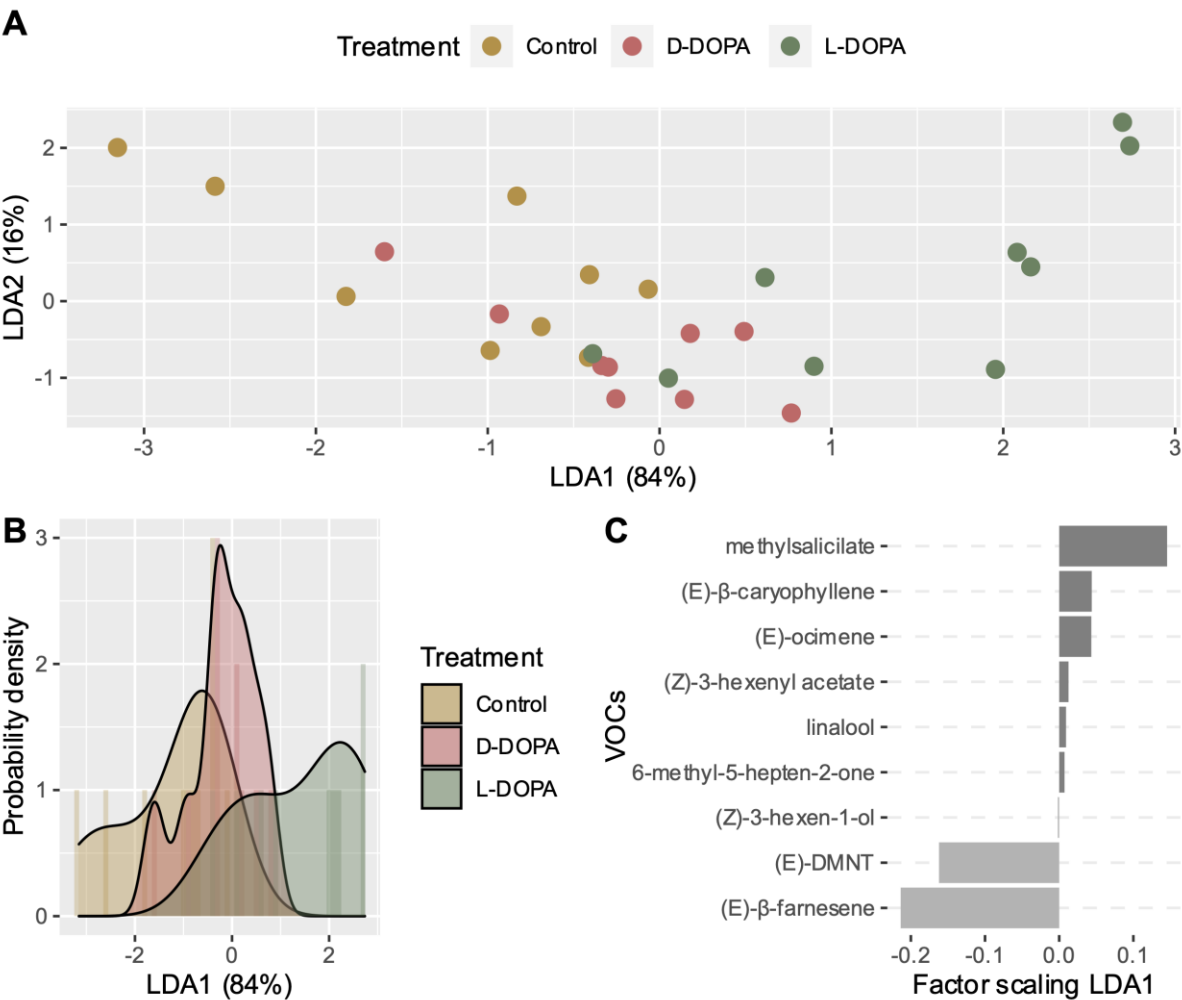 A
Treatment Control D-DOPA L-DOPA
LDA2 (16%)
2
1
0
-1
-3 -2 -1 0 1 2 3
LDA1 (84%)
B
Probability density
3
2
1
0
-2 0 2
LDA1 (84%)
Treatment
Control
D-DOPA
L-DOPA
C
VOCs
methylsalicilate
(E)-β-caryophyllene
(E)-ocimene
(Z)-3-hexenyl acetate
linalool
6-methyl-5-hepten-2-one
(Z)-3-hexen-1-ol
(E)-DMNT
(E)-β-farnesene
-0.2 -0.1 0.0 0.1
Factor scaling LDA1